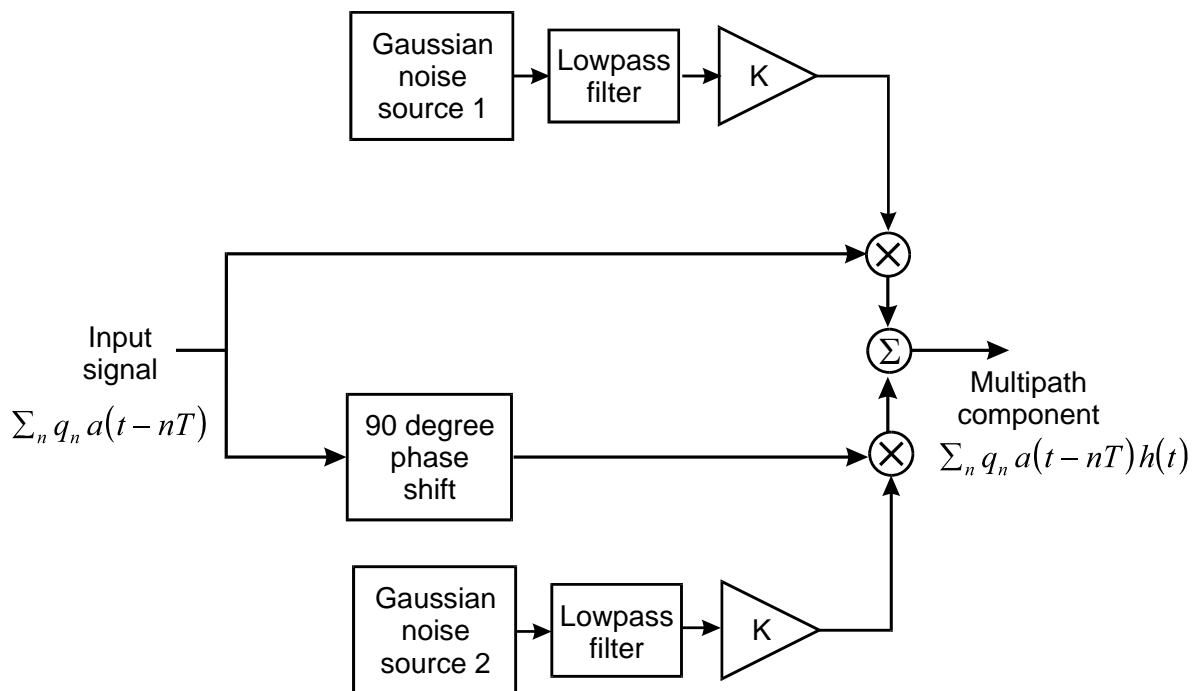 Gaussian
noise
source 1
Lowpass
filter
K
×
Input
signal
∑ₙ qₙ a(t − nT)
Σ
Multipath
component
∑ₙ qₙ a(t − nT) h(t)
90 degree
phase
shift
×
Gaussian
noise
source 2
Lowpass
filter
K